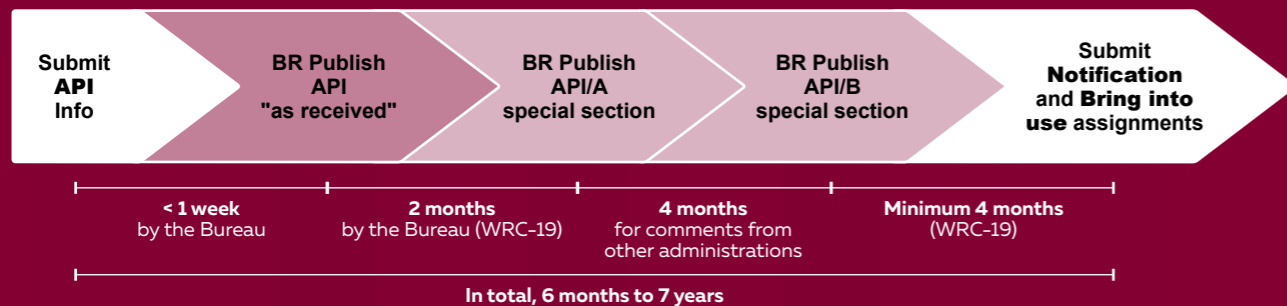 Submit
API
Info
BR Publish
API
"as received"
BR Publish
API/A
special section
BR Publish
API/B
special section
Submit
Notification
and Bring into
use assignments
< 1 week
by the Bureau
2 months
by the Bureau (WRC-19)
4 months
for comments from
other administrations
Minimum 4 months
(WRC-19)
In total, 6 months to 7 years